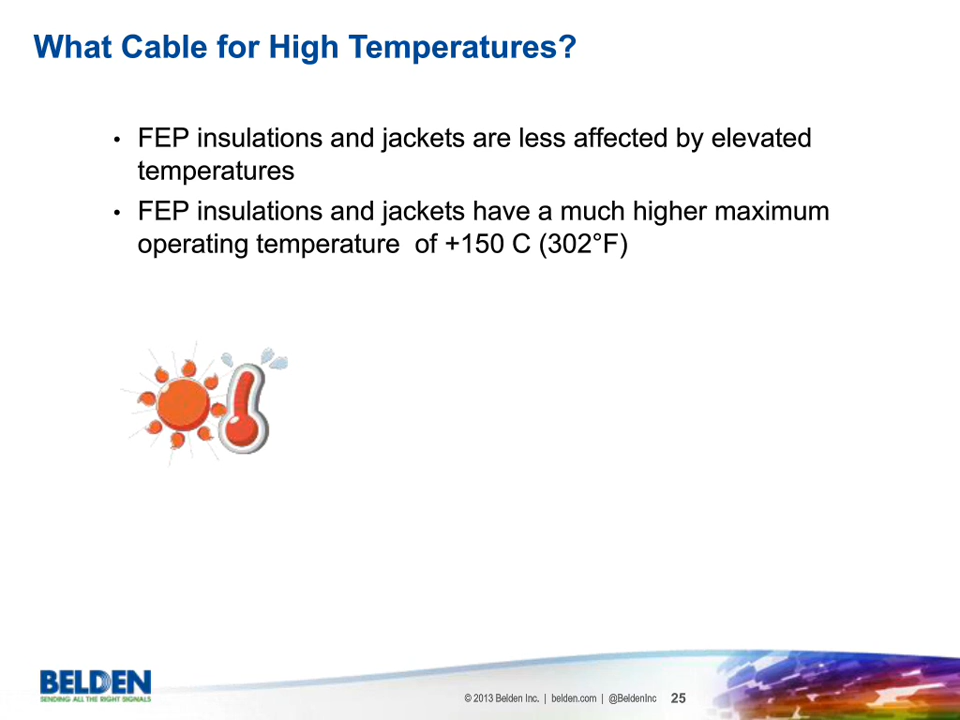 What Cable for High Temperatures?
• FEP insulations and jackets are less affected by elevated
temperatures
• FEP insulations and jackets have a much higher maximum
operating temperature  of +150 C (302°F)
BELDEN
SENDING ALL THE RIGHT SIGNALS
© 2013 Belden Inc. | belden.com | @BeldenInc 25